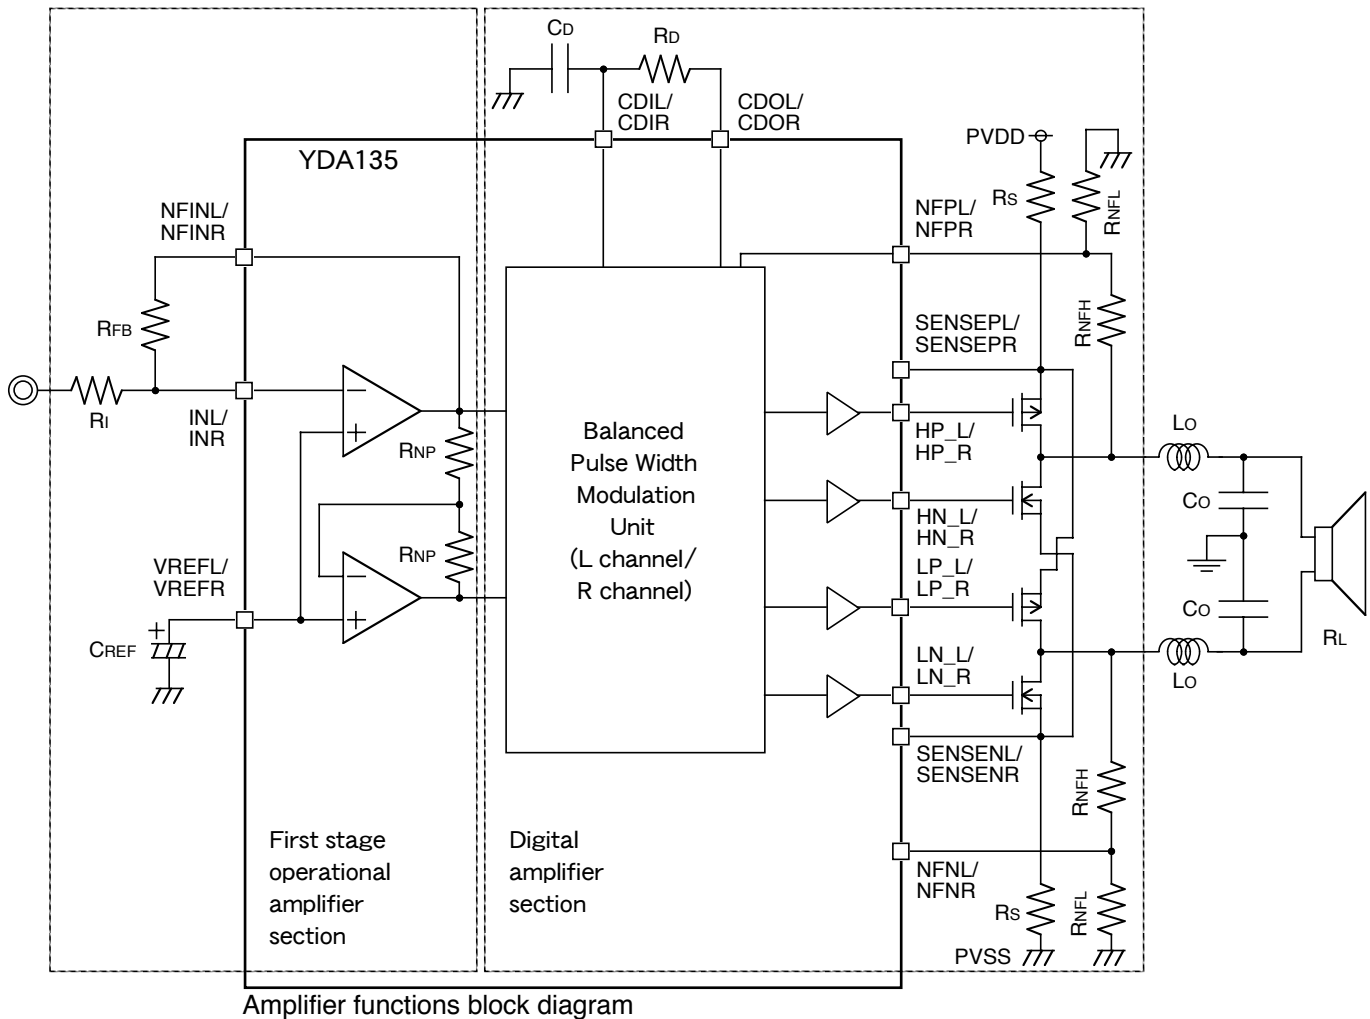 CD
RD
CDIL/
CDIR
CDOL/
CDOR
PVDD
YDA135
RS
RNFL
NFINL/
NFINR
NFPL/
NFPR
RFB
SENSEPL/
SENSEPR
RNFH
RI
INL/
INR
−
+
RNP
Balanced
Pulse Width
Modulation
Unit
(L channel/
R channel)
HP_L/
HP_R
LO
CO
HN_L/
HN_R
RNP
VREFL/
VREFR
−
+
LP_L/
LP_R
CO
+
CREF
LN_L/
LN_R
LO
RL
SENSENL/
SENSENR
RNFH
First stage
operational
amplifier
section
Digital
amplifier
section
NFNL/
NFNR
RS
RNFL
PVSS
Amplifier functions block diagram